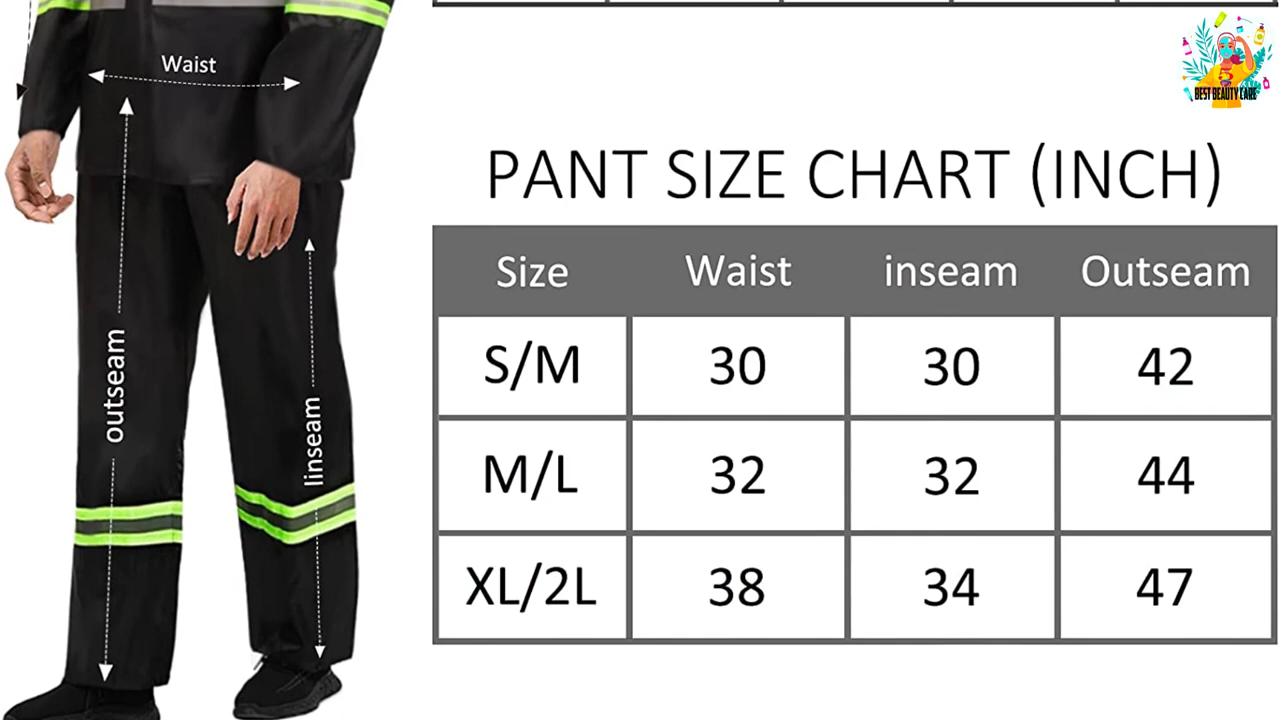 BEST BEAUTY CARE
Waist
outseam
Iinseam
PANT SIZE CHART (INCH)
Size Waist inseam Outseam
S/M 30 30 42
M/L 32 32 44
XL/2L 38 34 47